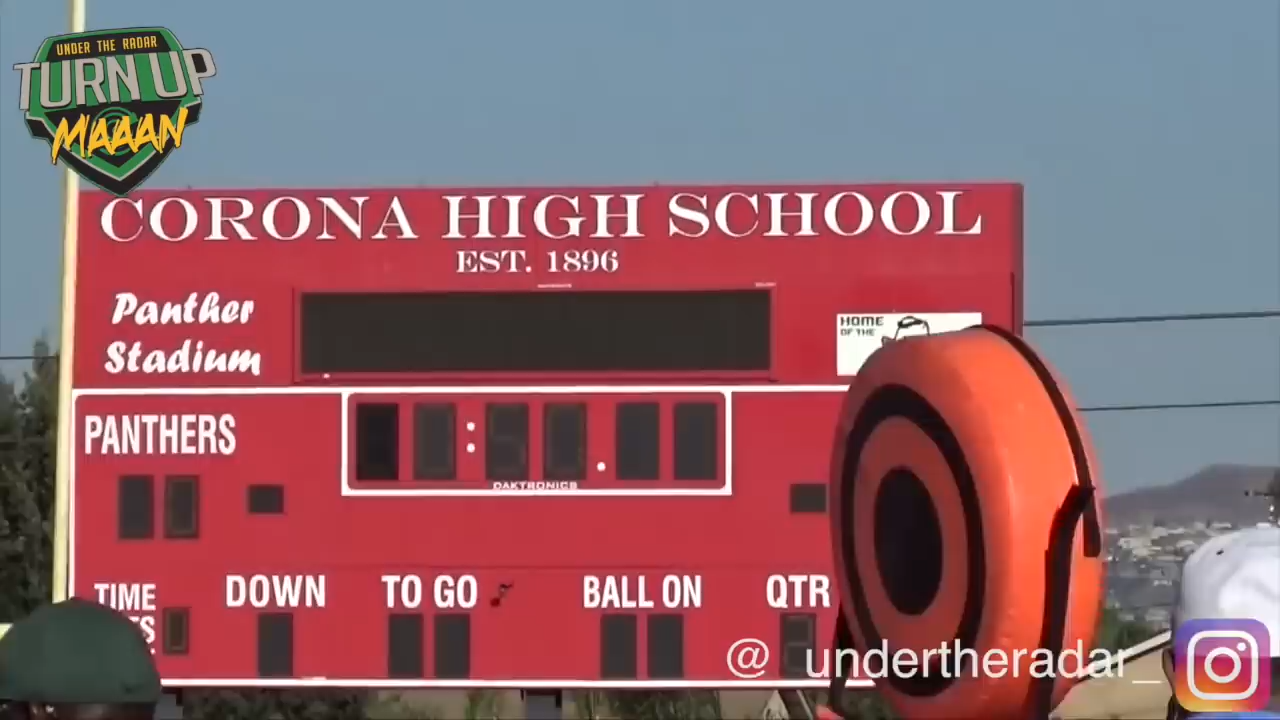 UNDER THE RADAR
TURN UP
MAAAN
CORONA HIGH SCHOOL
EST. 1896
Panther
Stadium
HOME
OF THE
PANTHERS
:
.
DAKTRONICS
TIME
DOWN
TO GO
BALL ON
QTR
@_undertheradar_